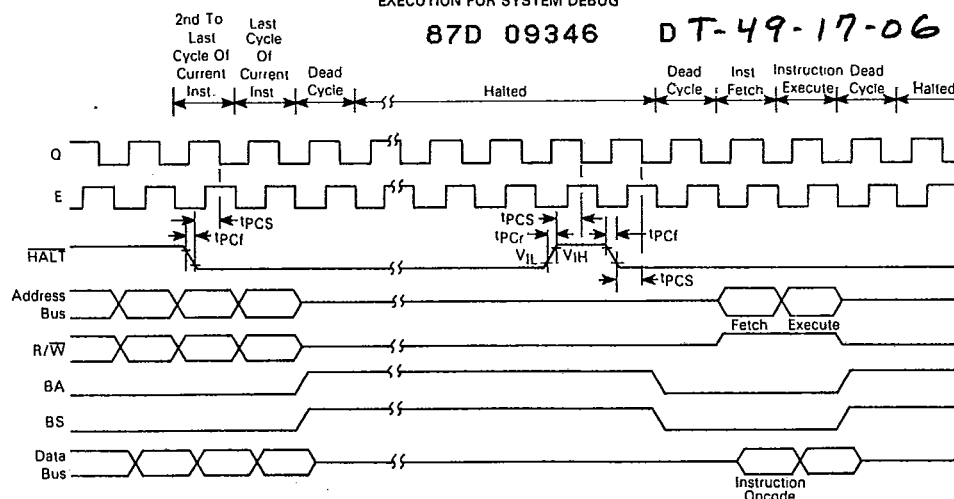 EXECUTION FOR SYSTEM DEBUG
87D 09346 D T-49-17-06
2nd To
Last
Cycle Of
Current
Inst.
Last
Cycle
Of
Current
Inst
Dead
Cycle
Halted
Dead
Cycle
Inst
Fetch
Instruction
Execute
Dead
Cycle
Halted
Q
E
tPCS
tPCf
tPCS
tPCr
tPCf
HALT
VIL
VIH
tPCS
Address
Bus
Fetch
Execute
R/W
BA
BS
Data
Bus
Instruction
Opcode